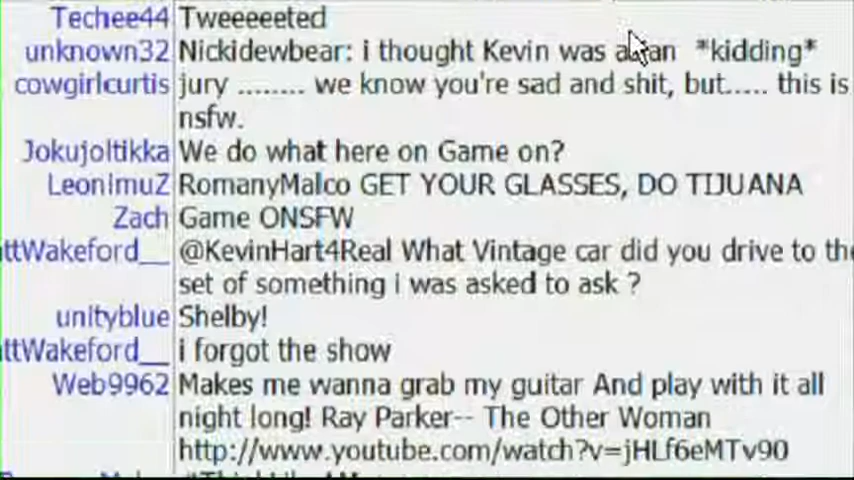 Techee44 Tweeeeeted
unknown32 Nickidewbear: i thought Kevin was *kidding*
cowgirlcurtis jury ........ we know you're sad and shit, but..... this is
nsfw.
Jokujoltikka We do what here on Game on?
LeonImuZ RomanyMalco GET YOUR GLASSES, DO TIJUANA
Zach Game ONSFW
ttWakeford__ @KevinHart4Real What Vintage car did you drive to the
set of something i was asked to ask ?
unityblue Shelby!
ttWakeford__ i forgot the show
Web9962 Makes me wanna grab my guitar And play with it all
night long! Ray Parker-- The Other Woman
http://www.youtube.com/watch?v=jHLf6eMTv90